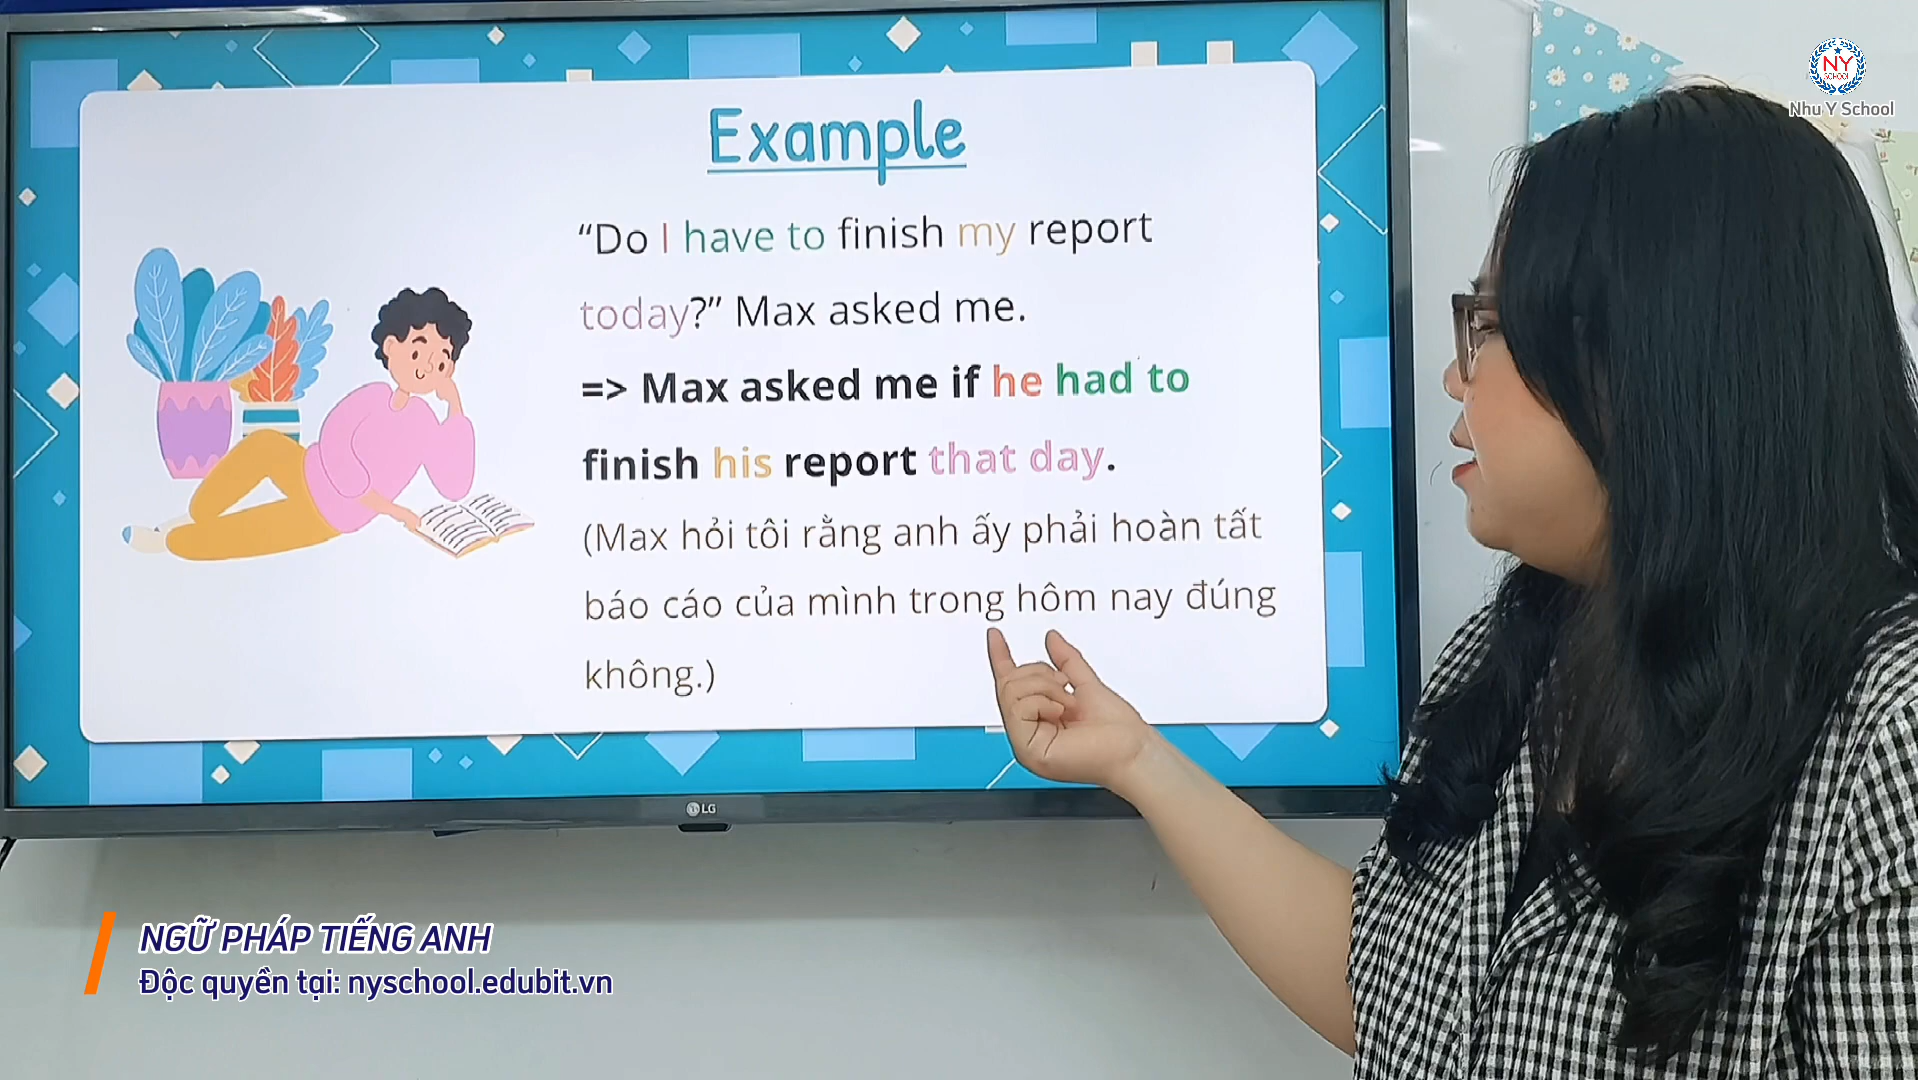 NY
SCHOOL
Nhu Y School
Example
“Do I have to finish my report
today?” Max asked me.
=> Max asked me if he had to
finish his report that day.
(Max hỏi tôi rằng anh ấy phải hoàn tất
báo cáo của mình trong hôm nay đúng
không.)
LG
NGỮ PHÁP TIẾNG ANH
Độc quyền tại: nyschool.edubit.vn